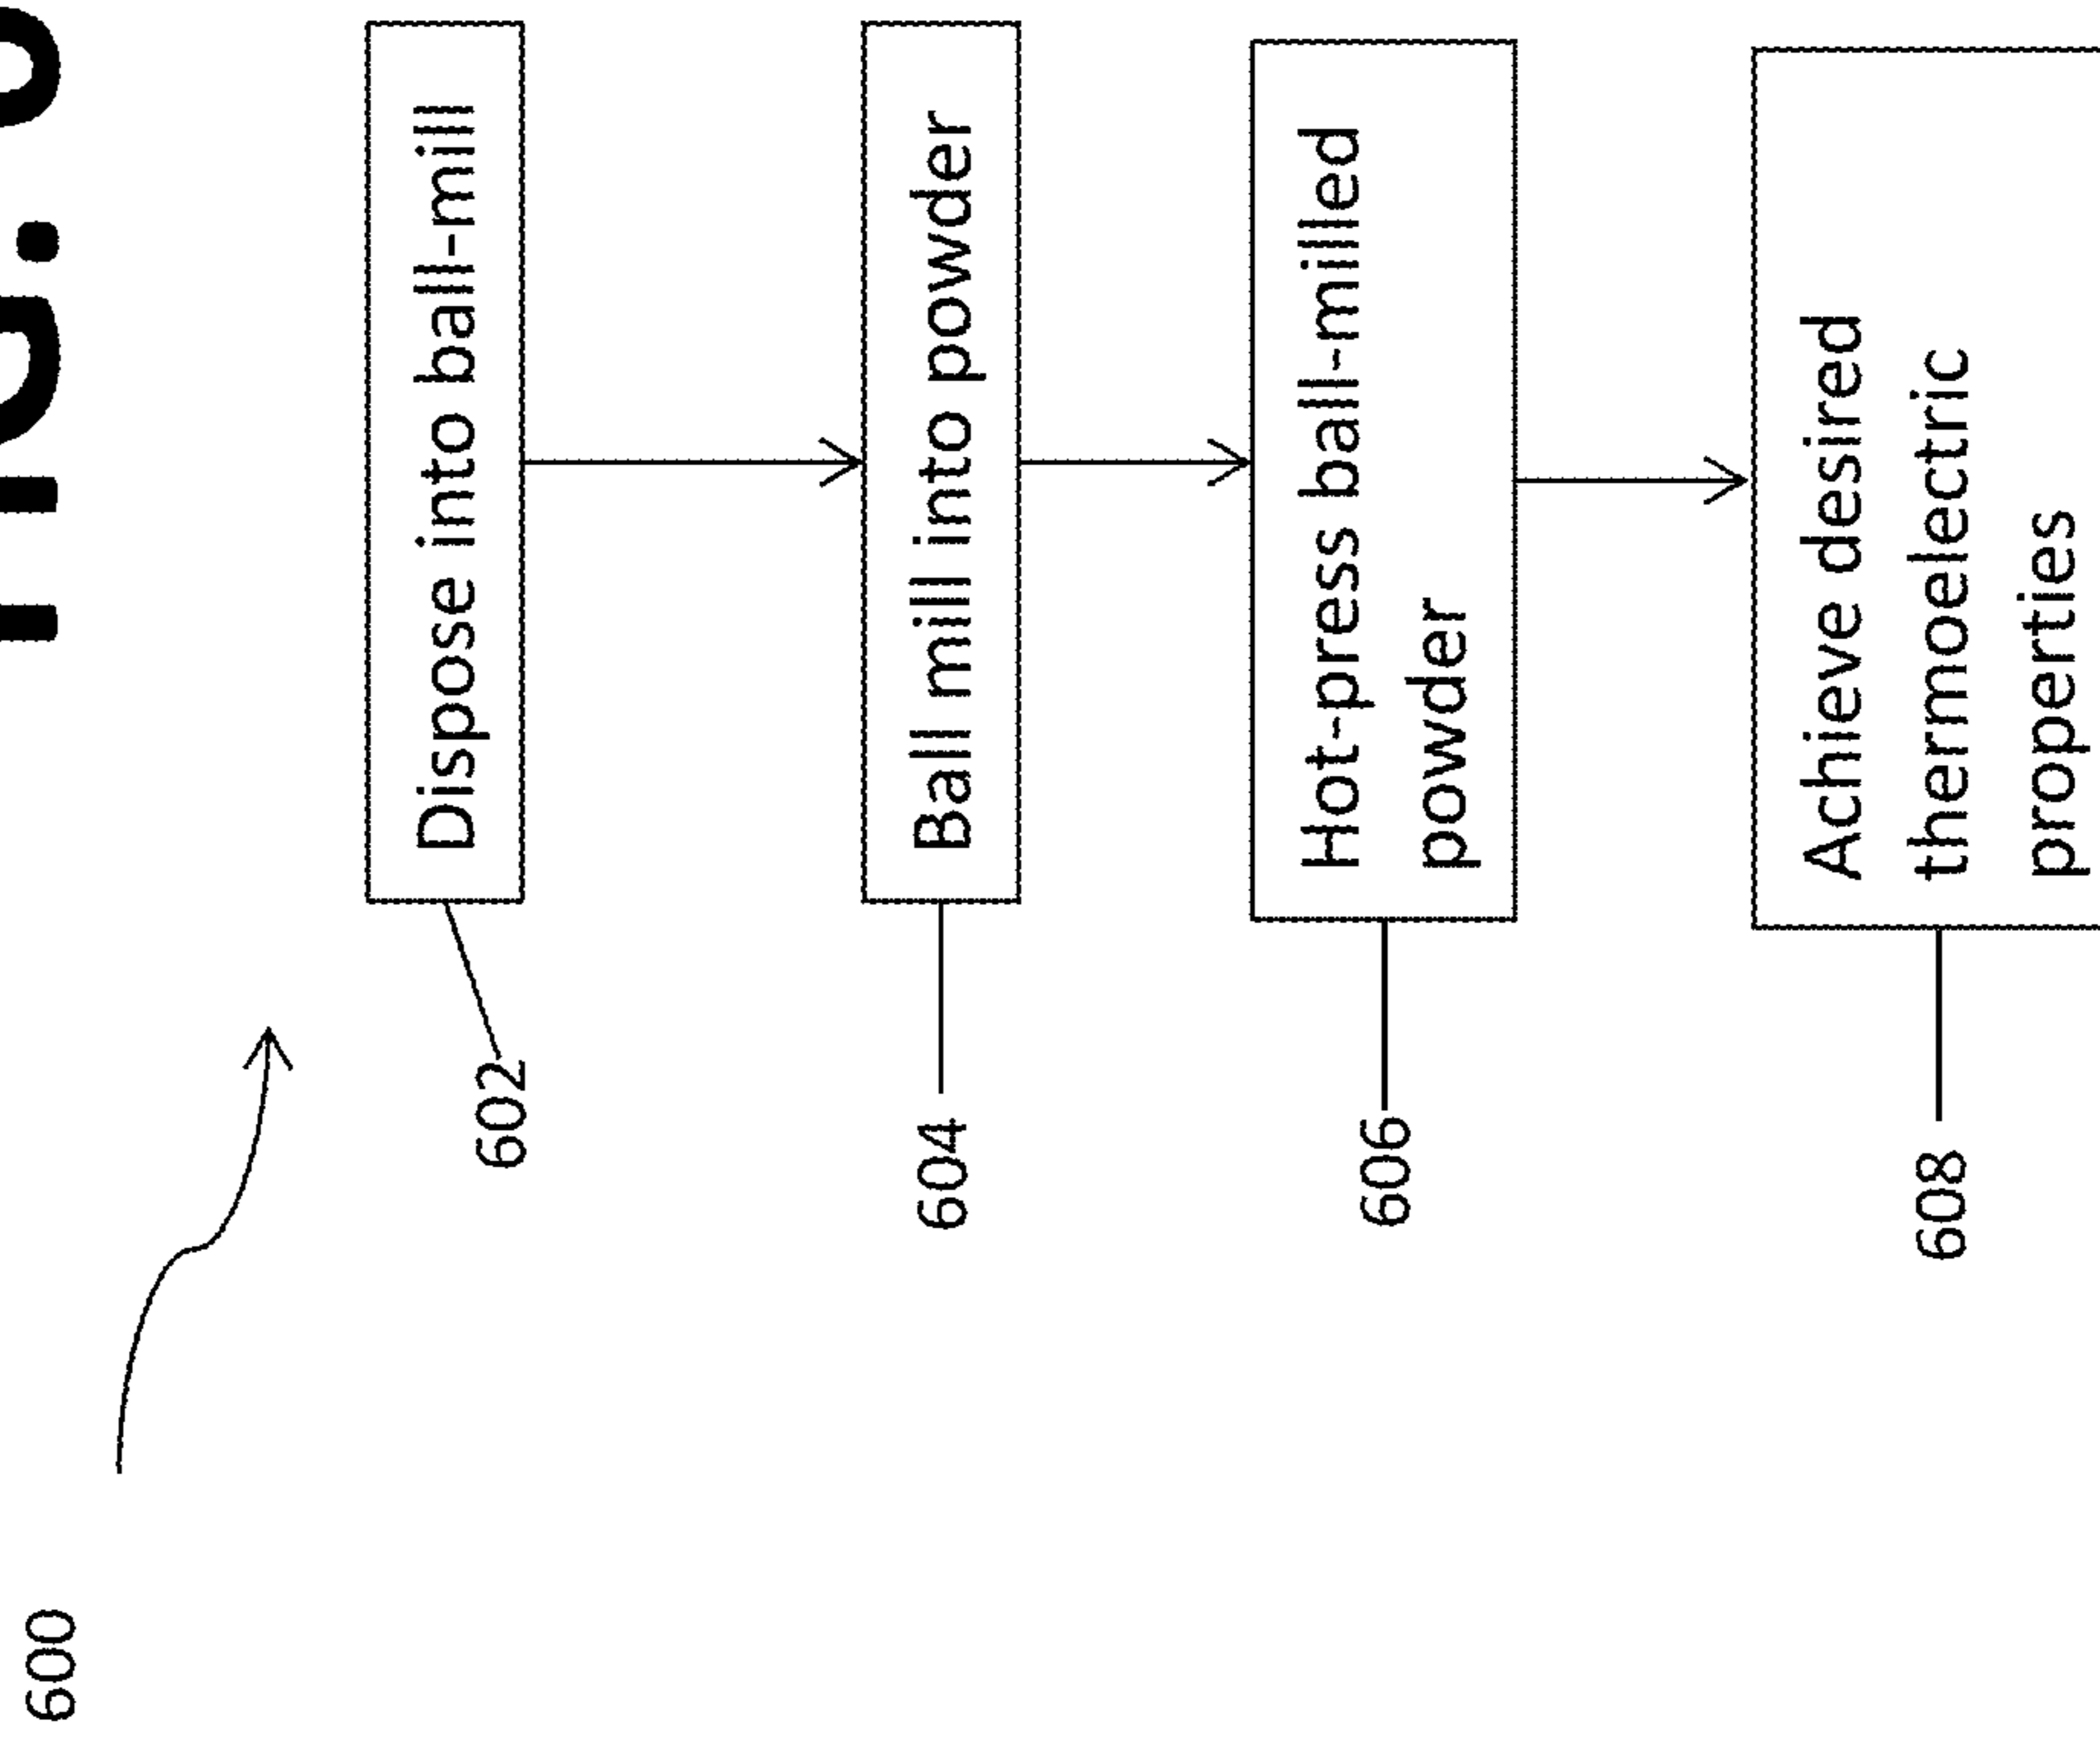 600
602
Dispose into ball-mill
604
Ball mill into powder
606
Hot-press ball-milled
powder
608
Achieve desired
thermoelectric
properties